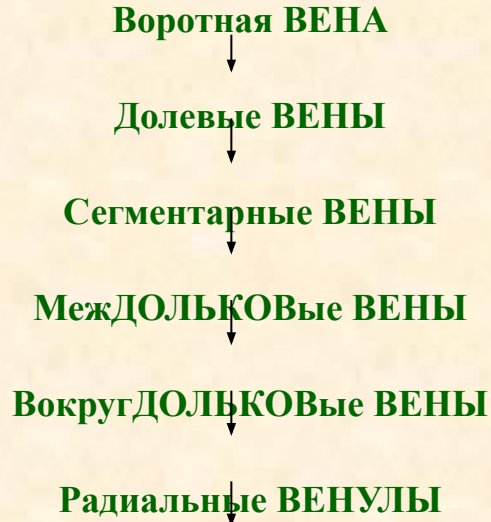 Воротная ВЕНА
Долевые ВЕНЫ
Сегментарные ВЕНЫ
МежДОЛЬКОВые ВЕНЫ
ВокругДОЛЬКОВые ВЕНЫ
Радиальные ВЕНУЛЫ